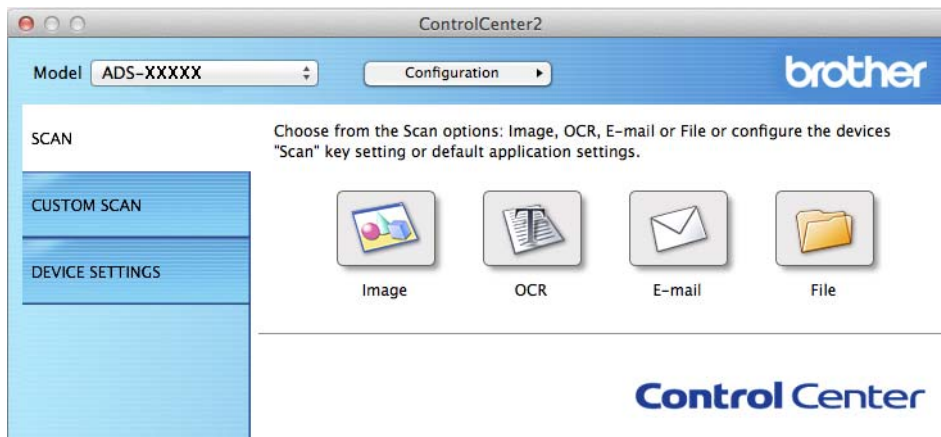 ControlCenter2
Model ADS-XXXXX Configuration brother
SCAN
CUSTOM SCAN
DEVICE SETTINGS
Choose from the Scan options: Image, OCR, E-mail or File or configure the devices
"Scan" key setting or default application settings.
Image OCR E-mail File
Control Center